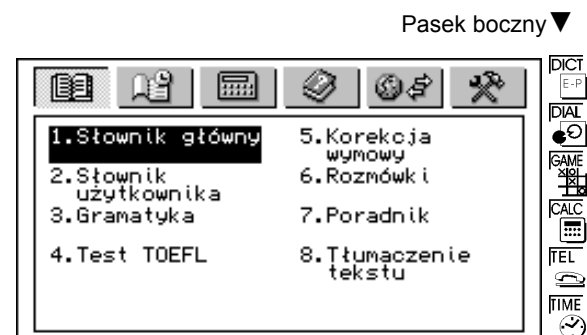 Pasek boczny▼
1.Słownik główny
2.Słownik
użytkownika
3.Gramatyka
4.Test TOEFL
5.Korekcja
wymowy
6.Rozmówki
7.Poradnik
8.Tłumaczenie
tekstu
DICT
E-P
DIAL
GAME
CALC
TEL
TIME